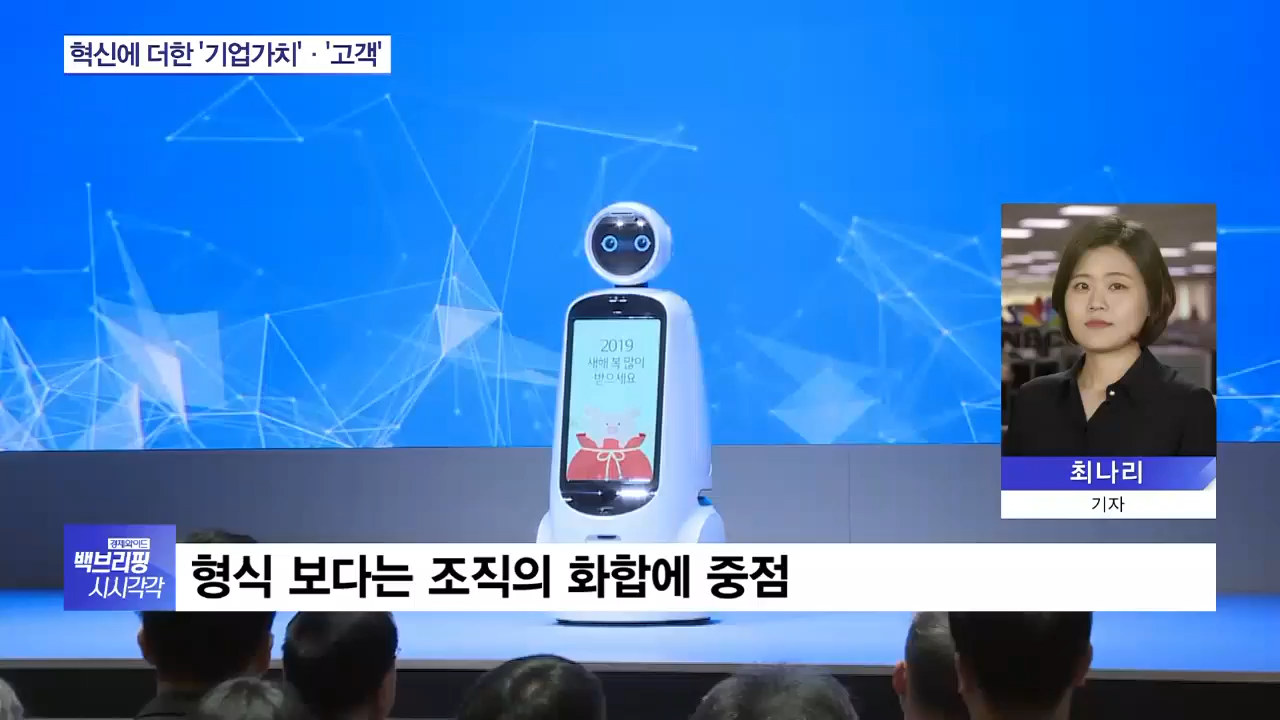 혁신에 더한 '기업가치'·'고객'
2019
새해 복 많이
받으세요
최나리
기자
경제와이드
백브리핑
시시각각
형식 보다는 조직의 화합에 중점